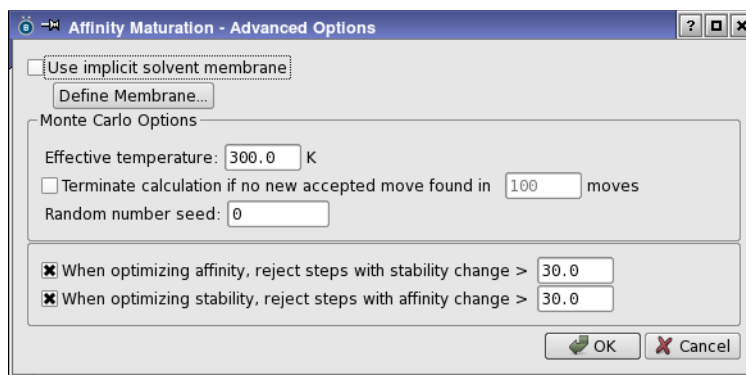 Affinity Maturation - Advanced Options
Use implicit solvent membrane
Define Membrane...
Monte Carlo Options
Effective temperature: 300.0 K
Terminate calculation if no new accepted move found in 100 moves
Random number seed: 0
When optimizing affinity, reject steps with stability change > 30.0
When optimizing stability, reject steps with affinity change > 30.0
OK Cancel